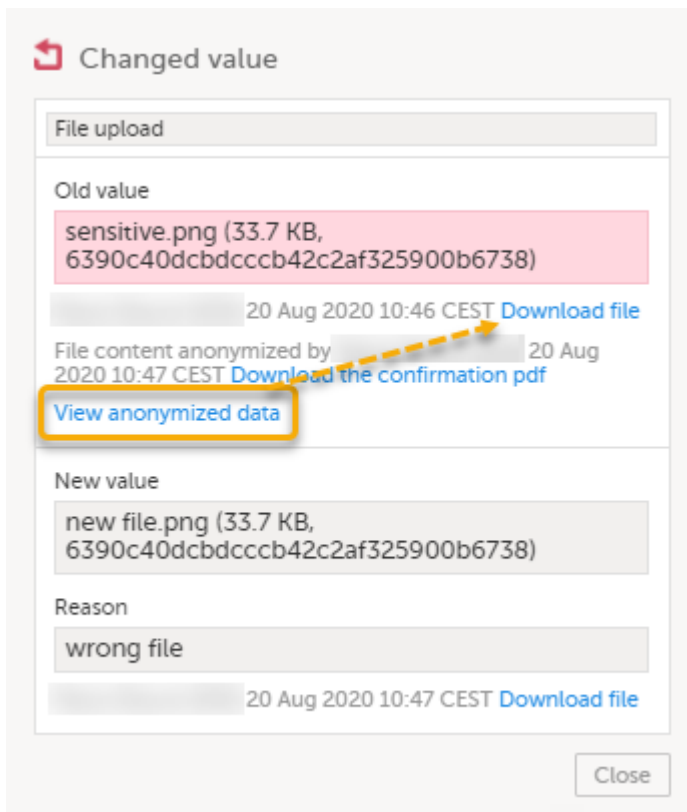 Changed value
File upload
Old value
sensitive.png (33.7 KB,
6390c40dcbdcccb42c2af325900b6738)
20 Aug 2020 10:46 CEST Download file
File content anonymized by 20 Aug
2020 10:47 CEST Download the confirmation pdf
View anonymized data
New value
new file.png (33.7 KB,
6390c40dcbdcccb42c2af325900b6738)
Reason
wrong file
20 Aug 2020 10:47 CEST Download file
Close